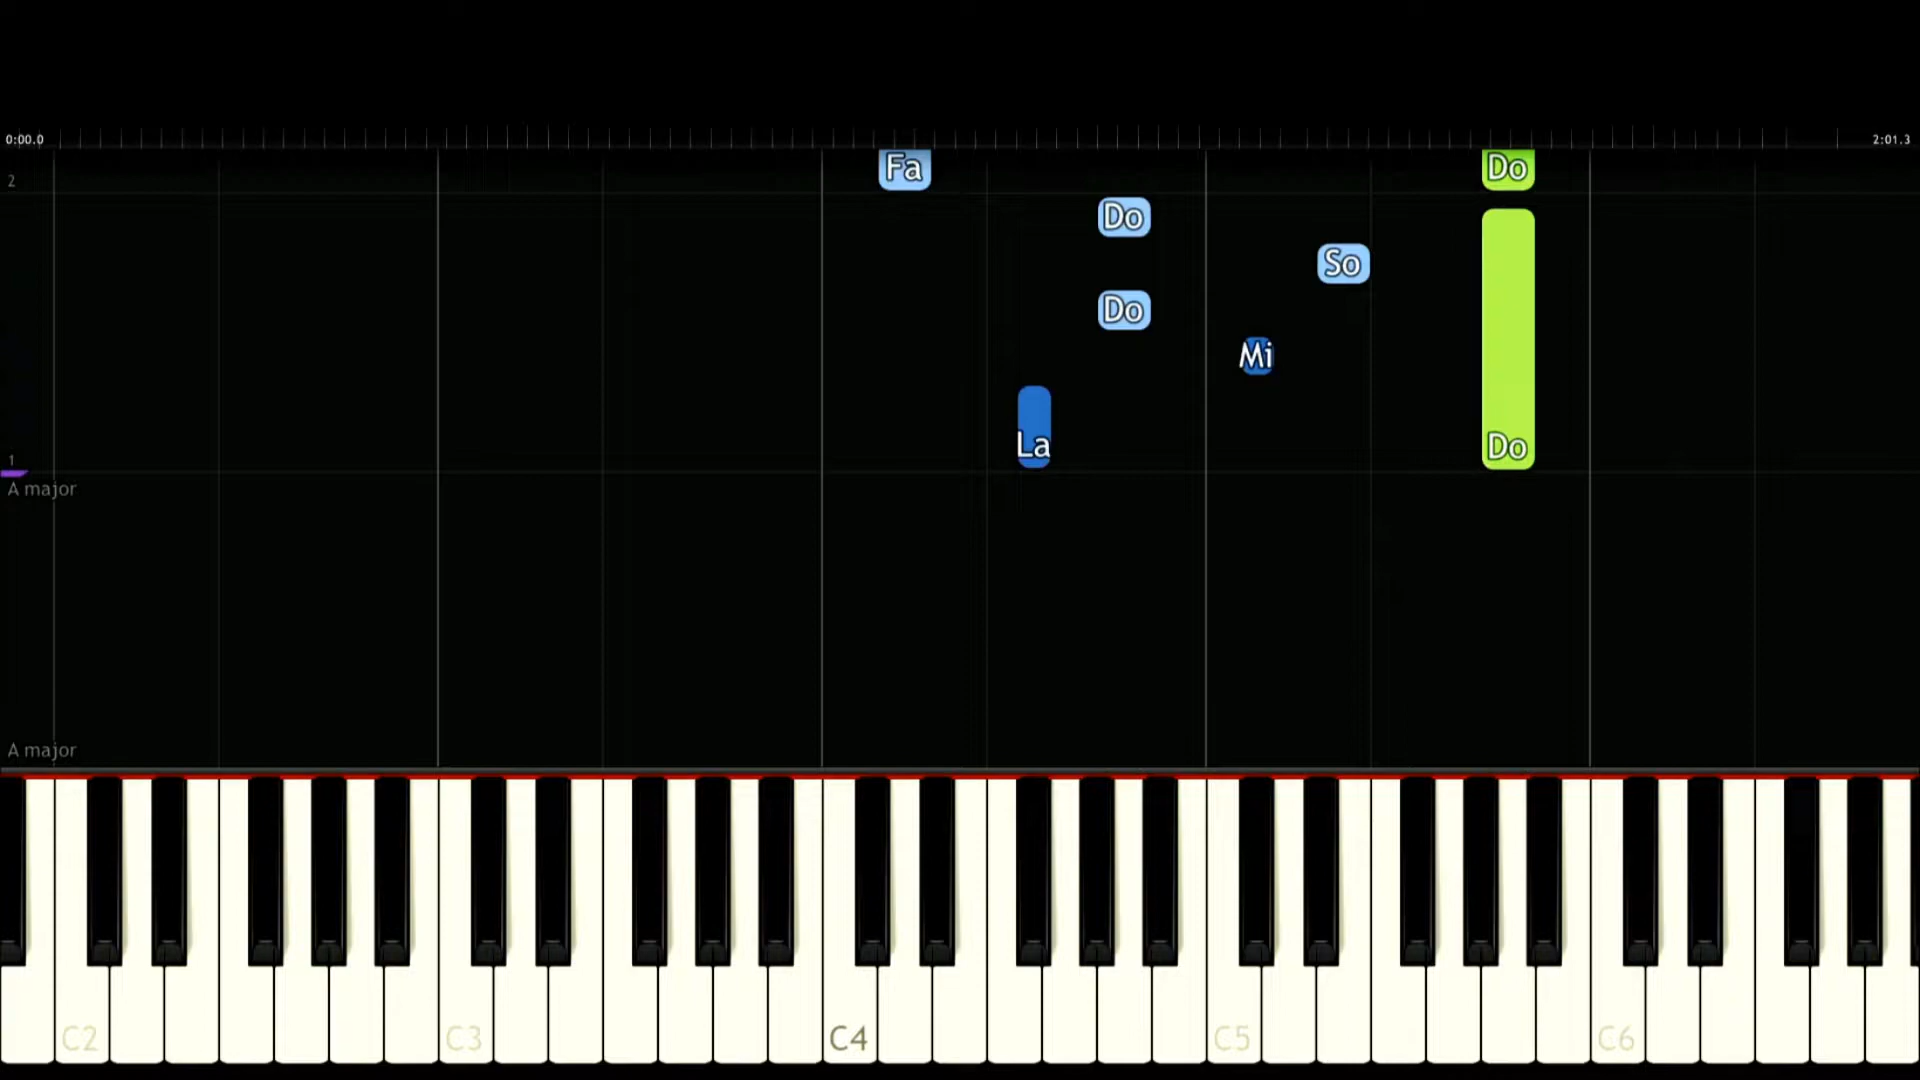 0:00.0 2:01.3
Fa Do
2
Do
So
Do
Mi
La Do
1
A major
A major
C2 C3 C4 C5 C6